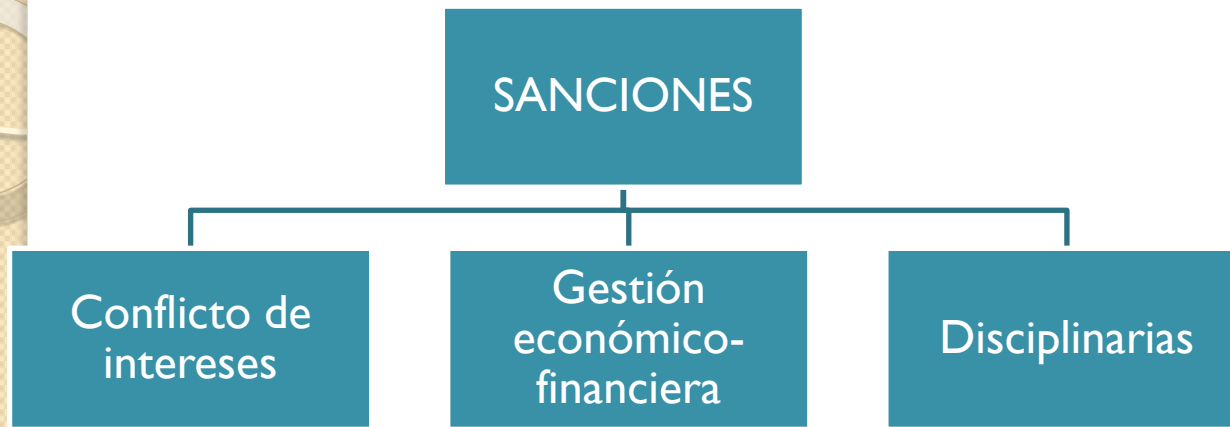 SANCIONES
Conflicto de
intereses
Gestión
económico-
financiera
Disciplinarias